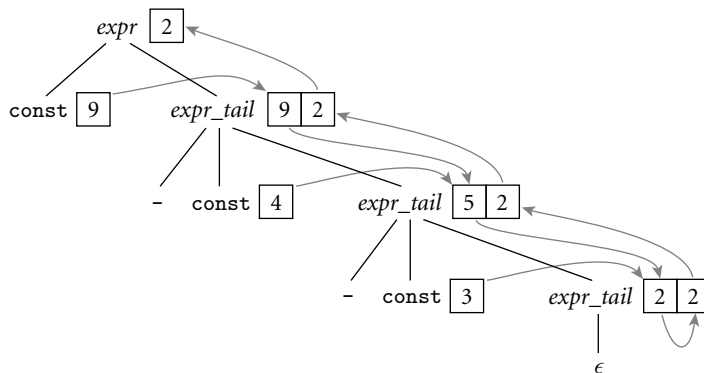 expr 2
const 9 expr_tail 9 2
- const 4 expr_tail 5 2
- const 3 expr_tail 2 2
ϵ